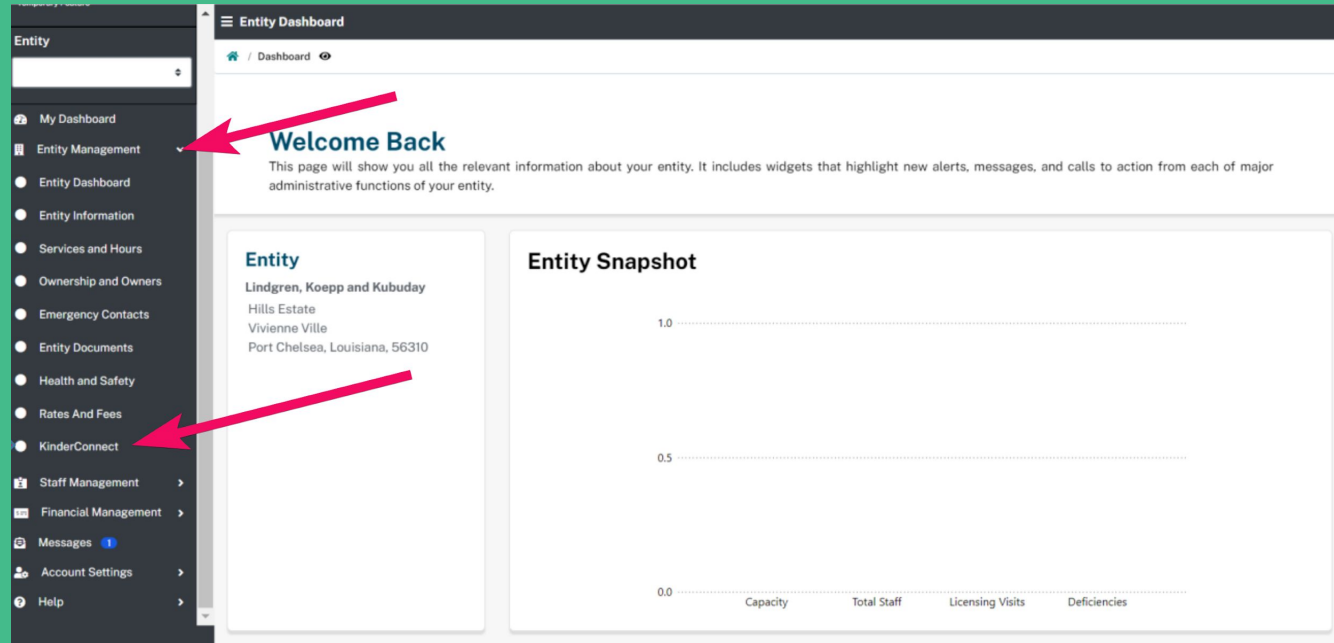 Entity
My Dashboard
Entity Management
Entity Dashboard
Entity Information
Services and Hours
Ownership and Owners
Emergency Contacts
Entity Documents
Health and Safety
Rates And Fees
KinderConnect
Staff Management
Financial Management
Messages 1
Account Settings
Help
Entity Dashboard
/ Dashboard
Welcome Back
This page will show you all the relevant information about your entity. It includes widgets that highlight new alerts, messages, and calls to action from each of major
administrative functions of your entity.
Entity
Lindgren, Koepp and Kubuday
Hills Estate
Vivienne Ville
Port Chelsea, Louisiana, 56310
Entity Snapshot
1.0
0.5
0.0
Capacity Total Staff Licensing Visits Deficiencies